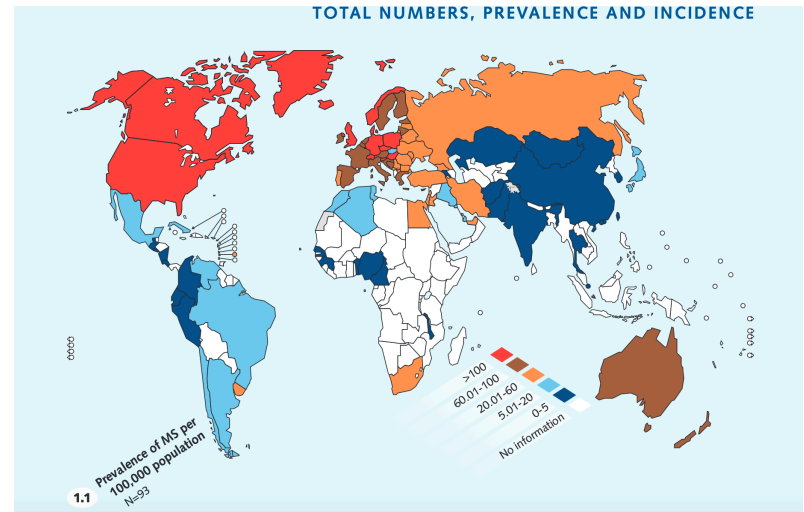 TOTAL NUMBERS, PREVALENCE AND INCIDENCE
>100
60.01-100
20.01-60
5.01-20
0-5
No information
1.1
Prevalence of MS per
100,000 population
N=93